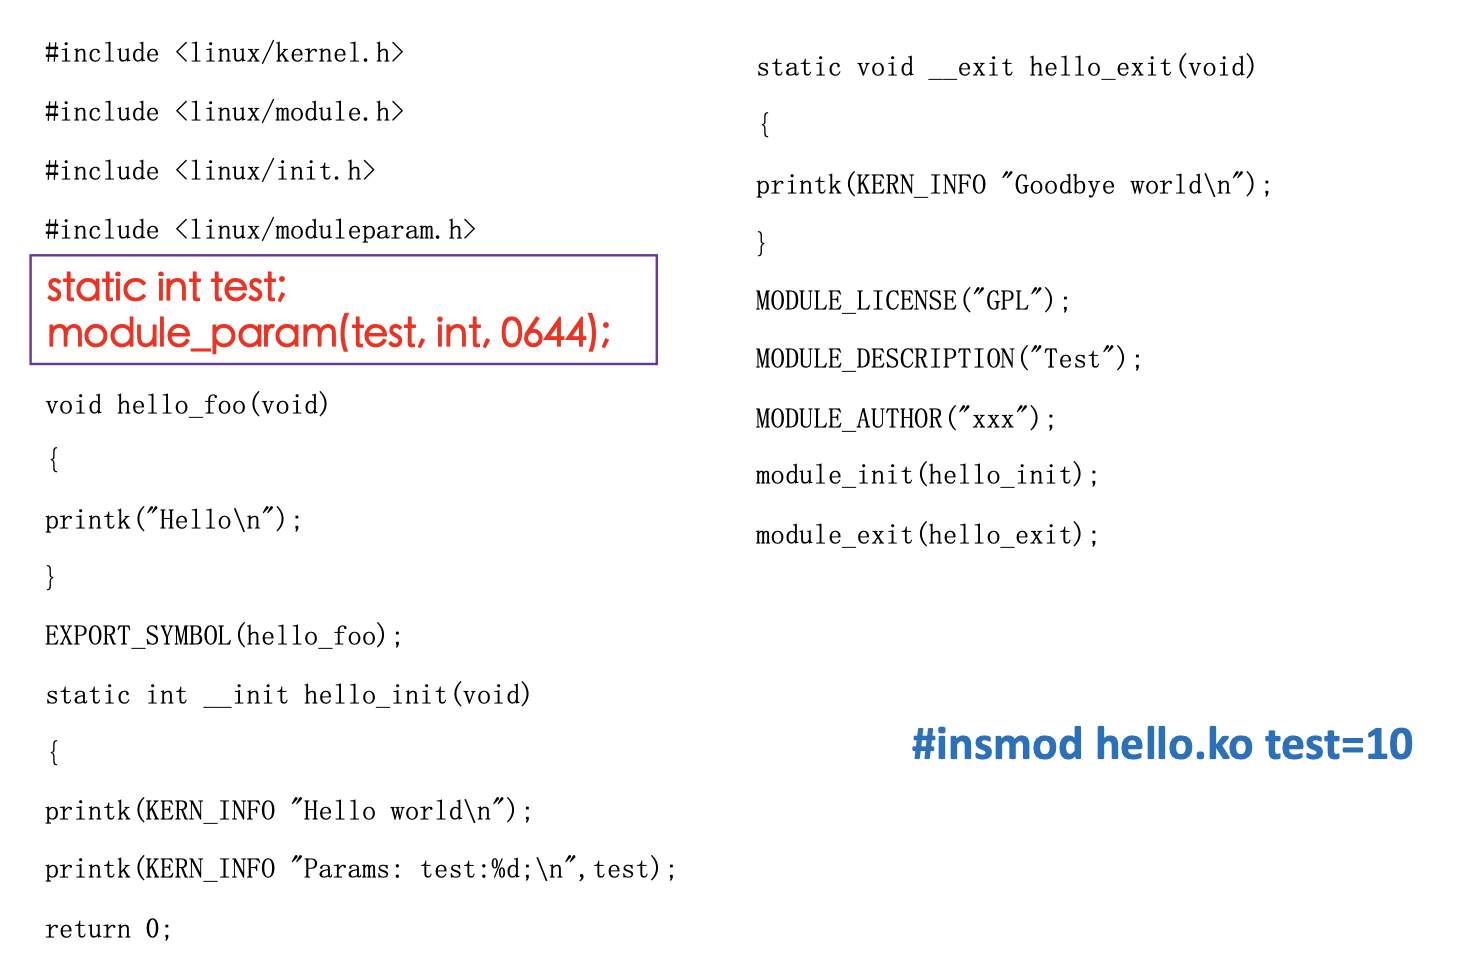 #include <linux/kernel.h>
#include <linux/module.h>
#include <linux/init.h>
#include <linux/moduleparam.h>
static int test;
module_param(test, int, 0644);
void hello_foo(void)
{
printk("Hello\n");
}
EXPORT_SYMBOL(hello_foo);
static int __init hello_init(void)
{
printk(KERN_INFO "Hello world\n");
printk(KERN_INFO "Params: test:%d;\n",test);
return 0;
static void __exit hello_exit(void)
{
printk(KERN_INFO "Goodbye world\n");
}
MODULE_LICENSE("GPL");
MODULE_DESCRIPTION("Test");
MODULE_AUTHOR("xxx");
module_init(hello_init);
module_exit(hello_exit);
#insmod hello.ko test=10